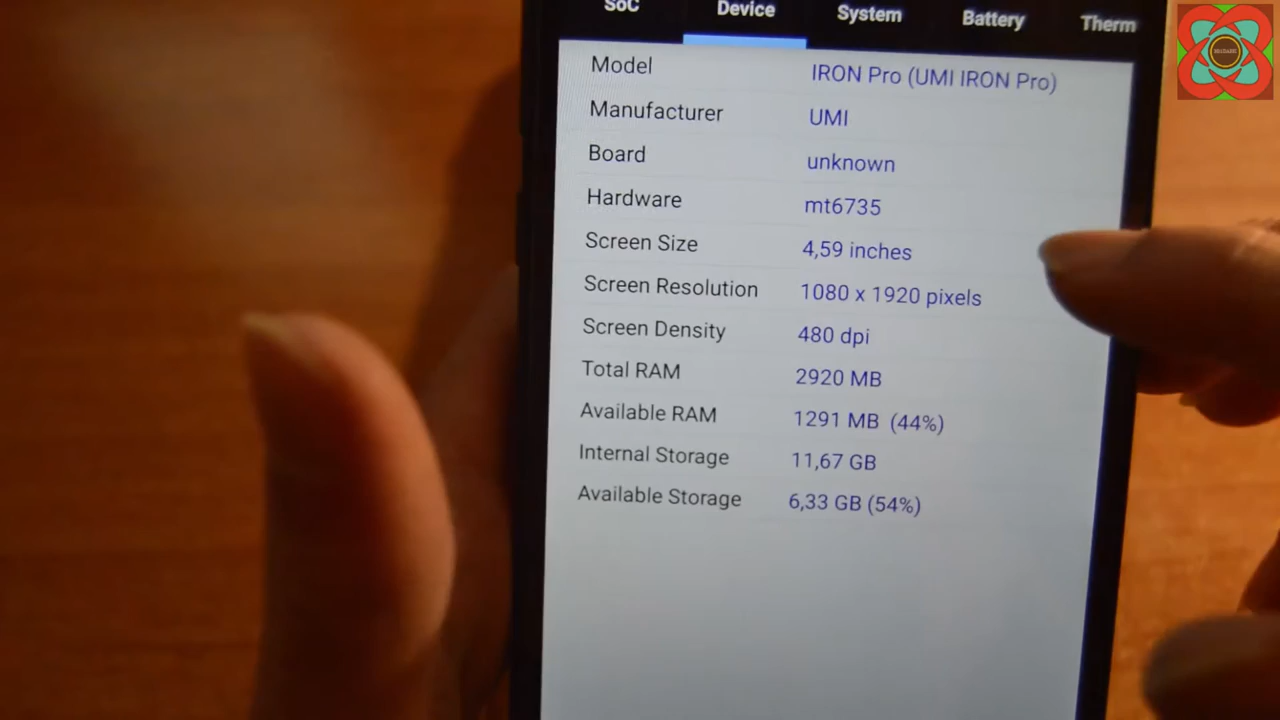 SoC Device System Battery Therm
Model IRON Pro (UMI IRON Pro)
Manufacturer UMI
Board unknown
Hardware mt6735
Screen Size 4,59 inches
Screen Resolution 1080 x 1920 pixels
Screen Density 480 dpi
Total RAM 2920 MB
Available RAM 1291 MB (44%)
Internal Storage 11,67 GB
Available Storage 6,33 GB (54%)